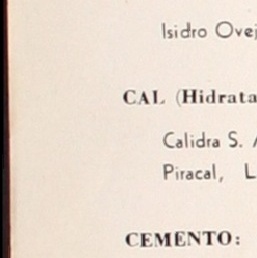 Isidro Ovej
CAL (Hidrata
Calidra S. A
Piracal, L
CEMENTO: